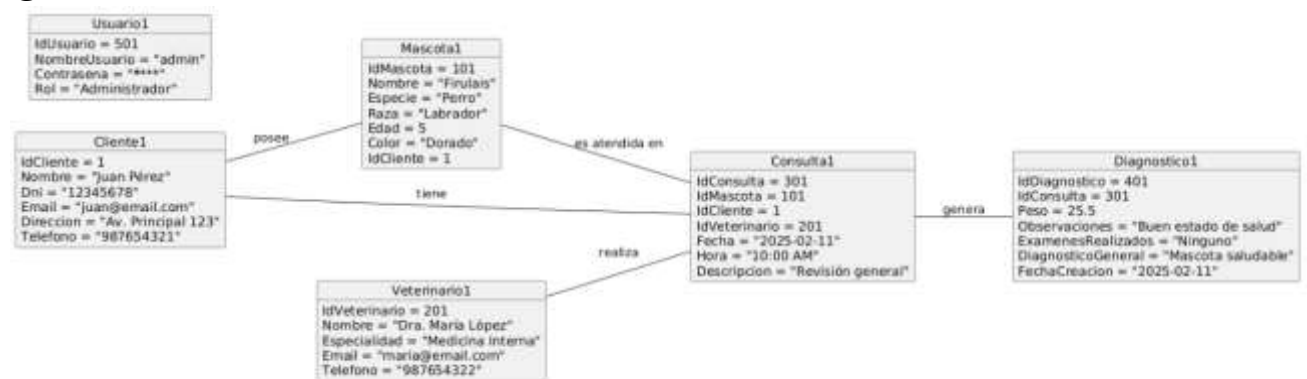 Usuario1
IdUsuario = 501
NombreUsuario = "admin"
Contrasena = "****"
Rol = "Administrador"
Mascota1
IdMascota = 101
Nombre = "Firulais"
Especie = "Perro"
Raza = "Labrador"
Edad = 5
Color = "Dorado"
IdCliente = 1
Cliente1
IdCliente = 1
Nombre = "Juan Pérez"
Dni = "12345678"
Email = "juan@email.com"
Direccion = "Av. Principal 123"
Telefono = "987654321"
posee
es atendida en
tiene
realiza
Consulta1
IdConsulta = 301
IdMascota = 101
IdCliente = 1
IdVeterinario = 201
Fecha = "2025-02-11"
Hora = "10:00 AM"
Descripcion = "Revisión general"
genera
Diagnostico1
IdDiagnostico = 401
IdConsulta = 301
Peso = 25.5
Observaciones = "Buen estado de salud"
ExamenesRealizados = "Ninguno"
DiagnosticoGeneral = "Mascota saludable"
FechaCreacion = "2025-02-11"
Veterinario1
IdVeterinario = 201
Nombre = "Dra. María López"
Especialidad = "Medicina Interna"
Email = "maria@email.com"
Telefono = "987654322"